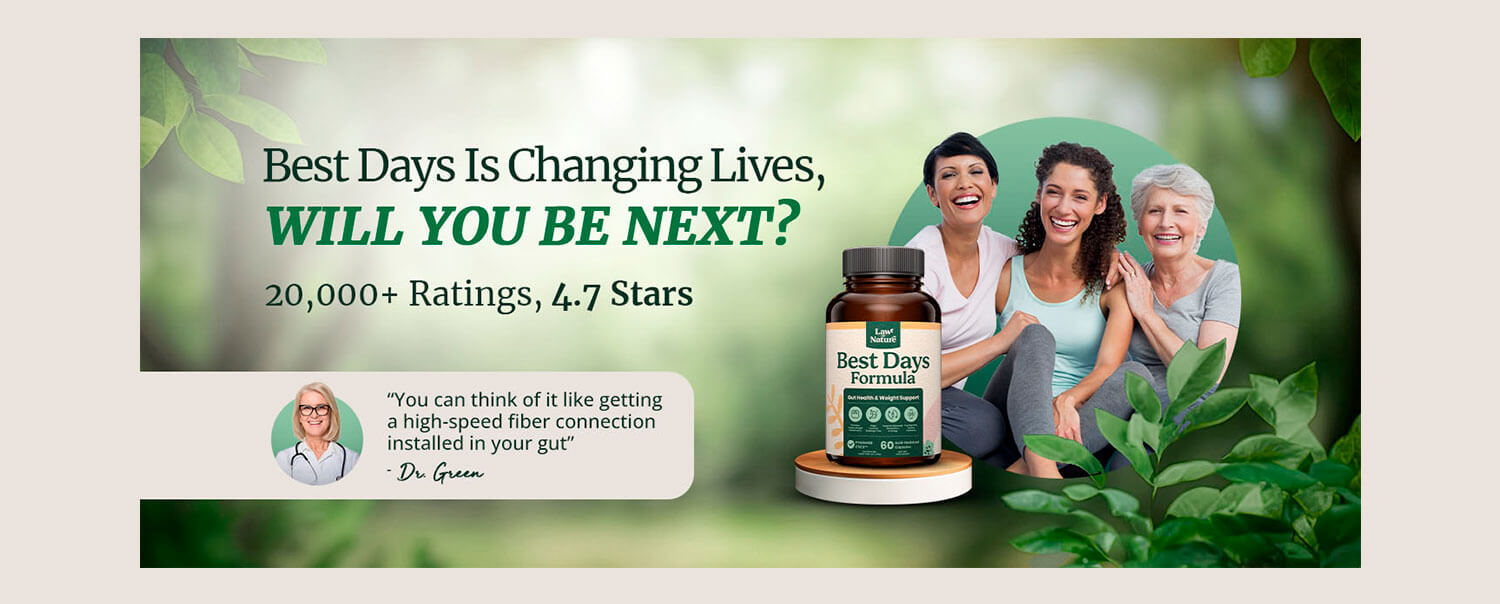 Best Days Is Changing Lives,
WILL YOU BE NEXT?
20,000+ Ratings, 4.7 Stars
“You can think of it like getting
a high-speed fiber connection
installed in your gut”
- Dr. Green
Law of
Nature
Best Days
Formula
Gut Health & Weight Support
60
Capsules